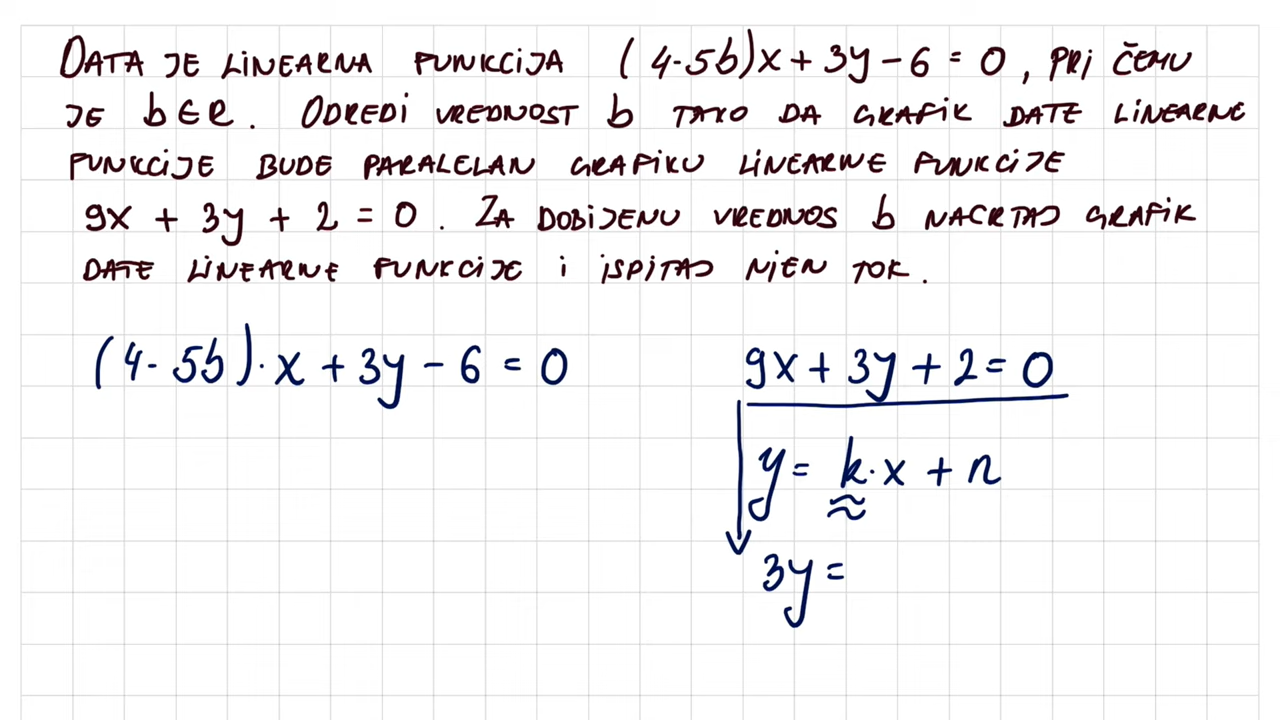 DATA JE LINEARNA FUNKCIJA (4-5b)x + 3y - 6 = 0, PRI ČEMU
JE b ∈ R. ODREDI VREDNOST b TAKO DA GRAFIK DATE LINEARNE
FUNKCIJE BUDE PARALELAN GRAFIKU LINEARNE FUNKCIJE
9x + 3y + 2 = 0. ZA DOBIJENU VREDNOS b NACRTAJ GRAFIK
DATE LINEARNE FUNKCIJE I ISPITAJ NJEN TOK.
(4-5b)·x + 3y - 6 = 0
9x + 3y + 2 = 0
y = k·x + n
3y =